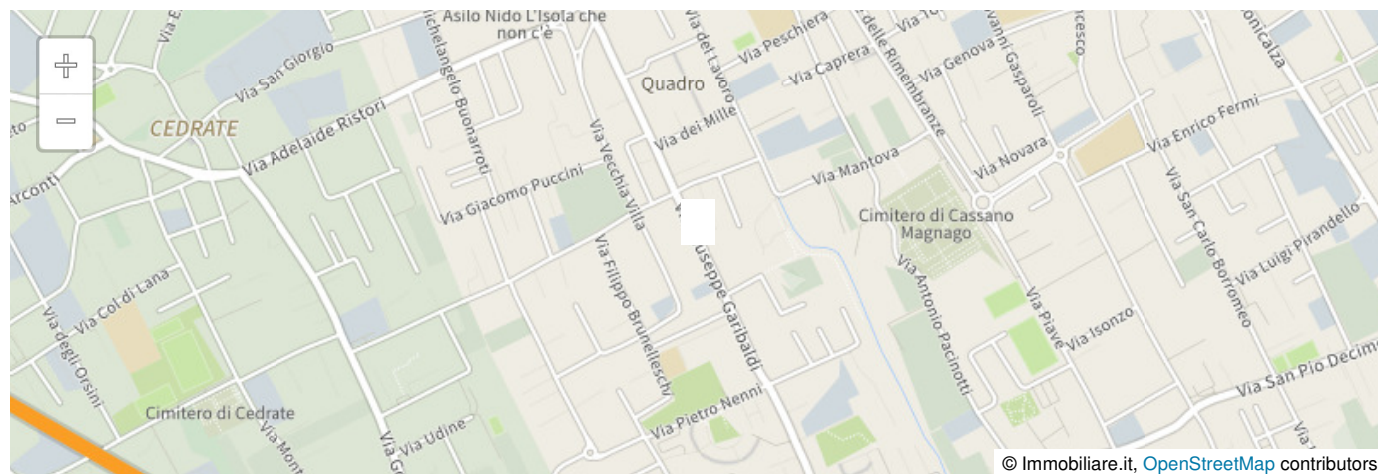 Asilo Nido L'Isola che
non c'è
Via San Giorgio
CEDRATE
Via Adelaide Ristori
Michelangelo Buonarroti
Via Giacomo Puccini
Via Vecchia Villa
Quadro
Via dei Mille
Via del Lavoro
Via Peschiera
Via Caprera
delle Rimembranze
Via Genova
Via Mantova
Via Novara
Via Enrico Fermi
Cimitero di Cassano
Magnago
Via San Carlo Borromeo
Via Luigi Pirandello
Via Antonio Pacinotti
Via Piave
Via Isonzo
Via San Pio Decimo
Via Filippo Brunelleschi
Garibaldi
Via Pietro Nenni
Via Col di Lana
Via degli Orsini
Cimitero di Cedrate
Via Udine
© Immobiliare.it, OpenStreetMap contributors